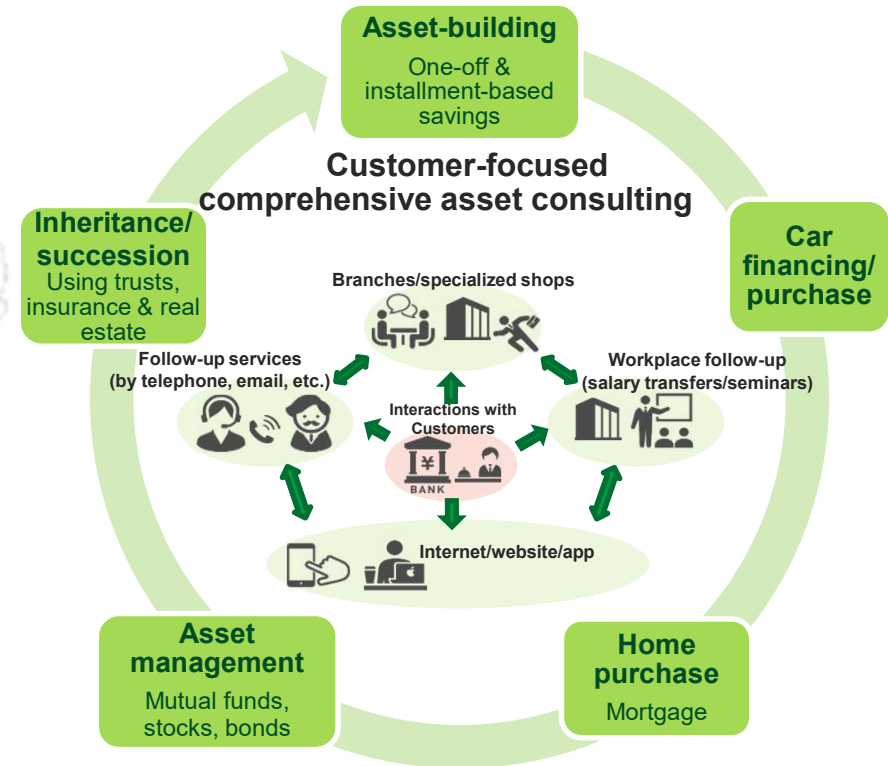 Asset-building
One-off &
installment-based
savings
Customer-focused
comprehensive asset consulting
Inheritance/
succession
Using trusts,
insurance & real
estate
Car
financing/
purchase
Branches/specialized shops
Follow-up services
(by telephone, email, etc.)
Workplace follow-up
(salary transfers/seminars)
Interactions with
Customers
¥
BANK
Internet/website/app
Asset
management
Mutual funds,
stocks, bonds
Home
purchase
Mortgage